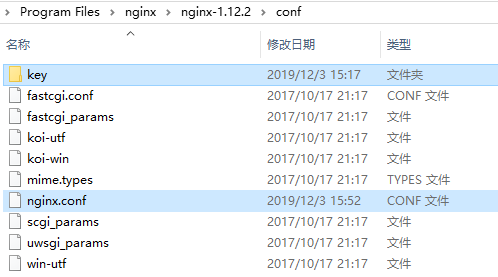 Program Files > nginx > nginx-1.12.2 > conf
名称 修改日期 类型
key 2019/12/3 15:17 文件夹
fastcgi.conf 2017/10/17 21:17 CONF 文件
fastcgi_params 2017/10/17 21:17 文件
koi-utf 2017/10/17 21:17 文件
koi-win 2017/10/17 21:17 文件
mime.types 2017/10/17 21:17 TYPES 文件
nginx.conf 2019/12/3 15:52 CONF 文件
scgi_params 2017/10/17 21:17 文件
uwsgi_params 2017/10/17 21:17 文件
win-utf 2017/10/17 21:17 文件